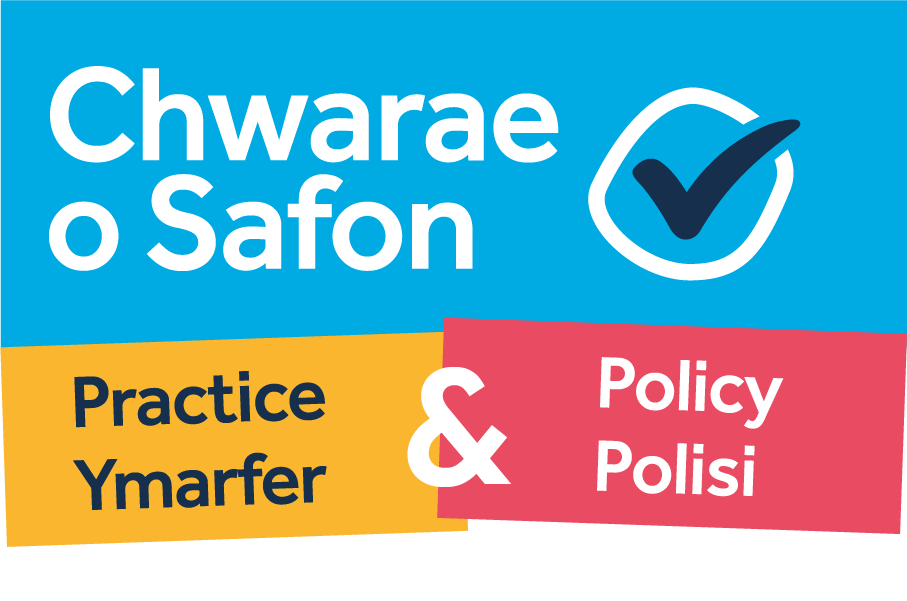 Chwarae
o Safon
Practice
Ymarfer
&
Policy
Polisi